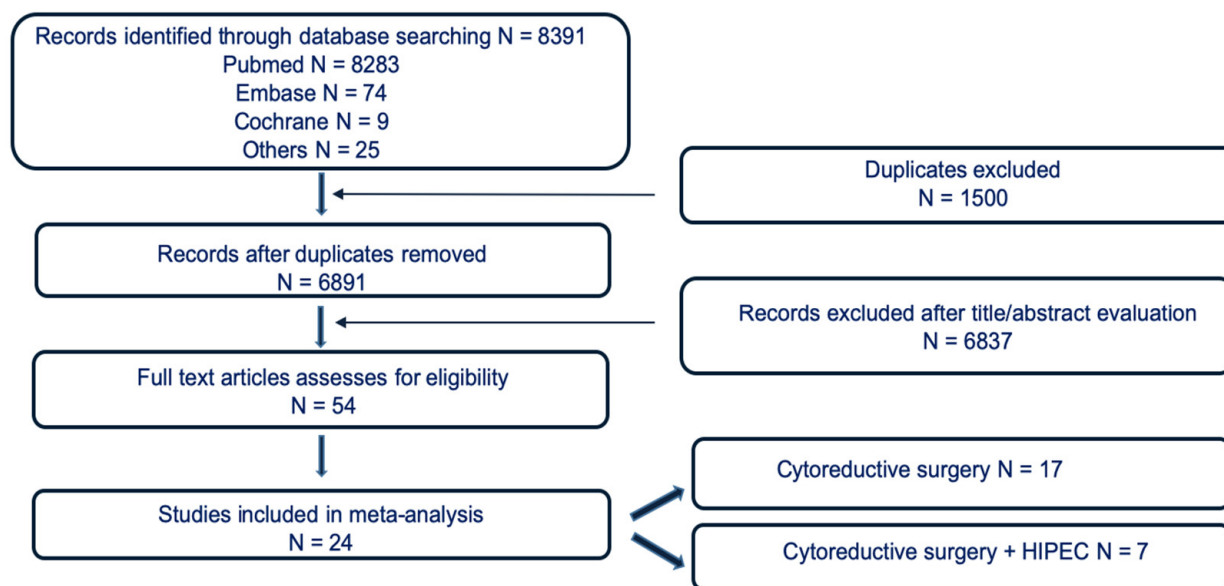 Records identified through database searching N = 8391
Pubmed N = 8283
Embase N = 74
Cochrane N = 9
Others N = 25
Duplicates excluded
N = 1500
Records after duplicates removed
N = 6891
Records excluded after title/abstract evaluation
N = 6837
Full text articles assesses for eligibility
N = 54
Cytoreductive surgery N = 17
Studies included in meta-analysis
N = 24
Cytoreductive surgery + HIPEC N = 7